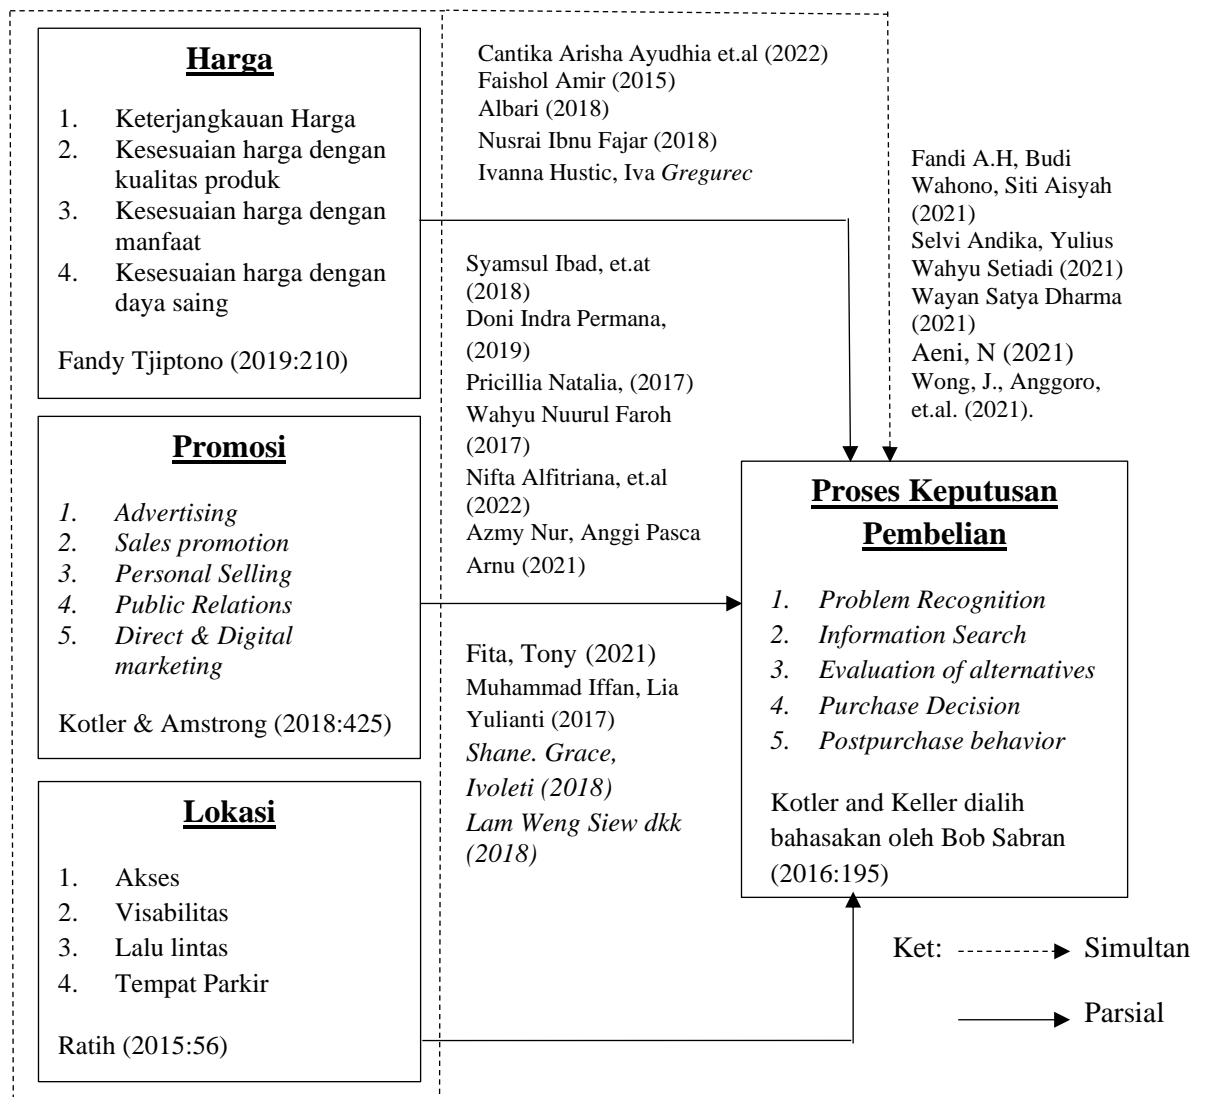 Harga
1. Keterjangkauan Harga
2. Kesesuaian harga dengan
kualitas produk
3. Kesesuaian harga dengan
manfaat
4. Kesesuaian harga dengan
daya saing
Fandy Tjiptono (2019:210)
Promosi
1. Advertising
2. Sales promotion
3. Personal Selling
4. Public Relations
5. Direct & Digital
marketing
Kotler & Amstrong (2018:425)
Lokasi
1. Akses
2. Visabilitas
3. Lalu lintas
4. Tempat Parkir
Ratih (2015:56)
Cantika Arisha Ayudhia et.al (2022)
Faishol Amir (2015)
Albari (2018)
Nusrai Ibnu Fajar (2018)
Ivanna Hustic, Iva Gregurec
Syamsul Ibad, et.at
(2018)
Doni Indra Permana,
(2019)
Pricillia Natalia, (2017)
Wahyu Nuurul Faroh
(2017)
Nifta Alfitriana, et.al
(2022)
Azmy Nur, Anggi Pasca
Arnu (2021)
Fita, Tony (2021)
Muhammad Iffan, Lia
Yulianti (2017)
Shane. Grace,
Ivoleti (2018)
Lam Weng Siew dkk
(2018)
Fandi A.H, Budi
Wahono, Siti Aisyah
(2021)
Selvi Andika, Yulius
Wahyu Setiadi (2021)
Wayan Satya Dharma
(2021)
Aeni, N (2021)
Wong, J., Anggoro,
et.al. (2021).
Proses Keputusan
Pembelian
1. Problem Recognition
2. Information Search
3. Evaluation of alternatives
4. Purchase Decision
5. Postpurchase behavior
Kotler and Keller dialih
bahasakan oleh Bob Sabran
(2016:195)
Ket: Simultan
Parsial